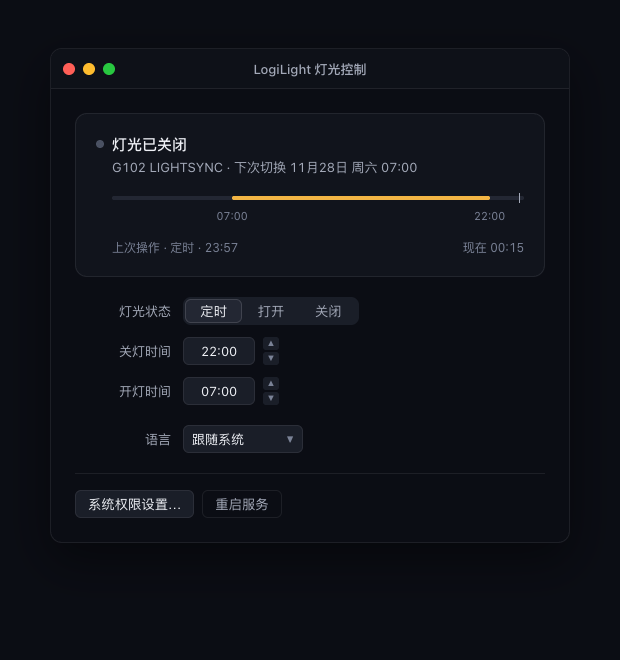 LogiLight 灯光控制
灯光已关闭
G102 LIGHTSYNC · 下次切换 11月28日 周六 07:00
07:00 22:00
上次操作 · 定时 · 23:57 现在 00:15
灯光状态 定时 打开 关闭
关灯时间 22:00
开灯时间 07:00
语言 跟随系统
系统权限设置... 重启服务